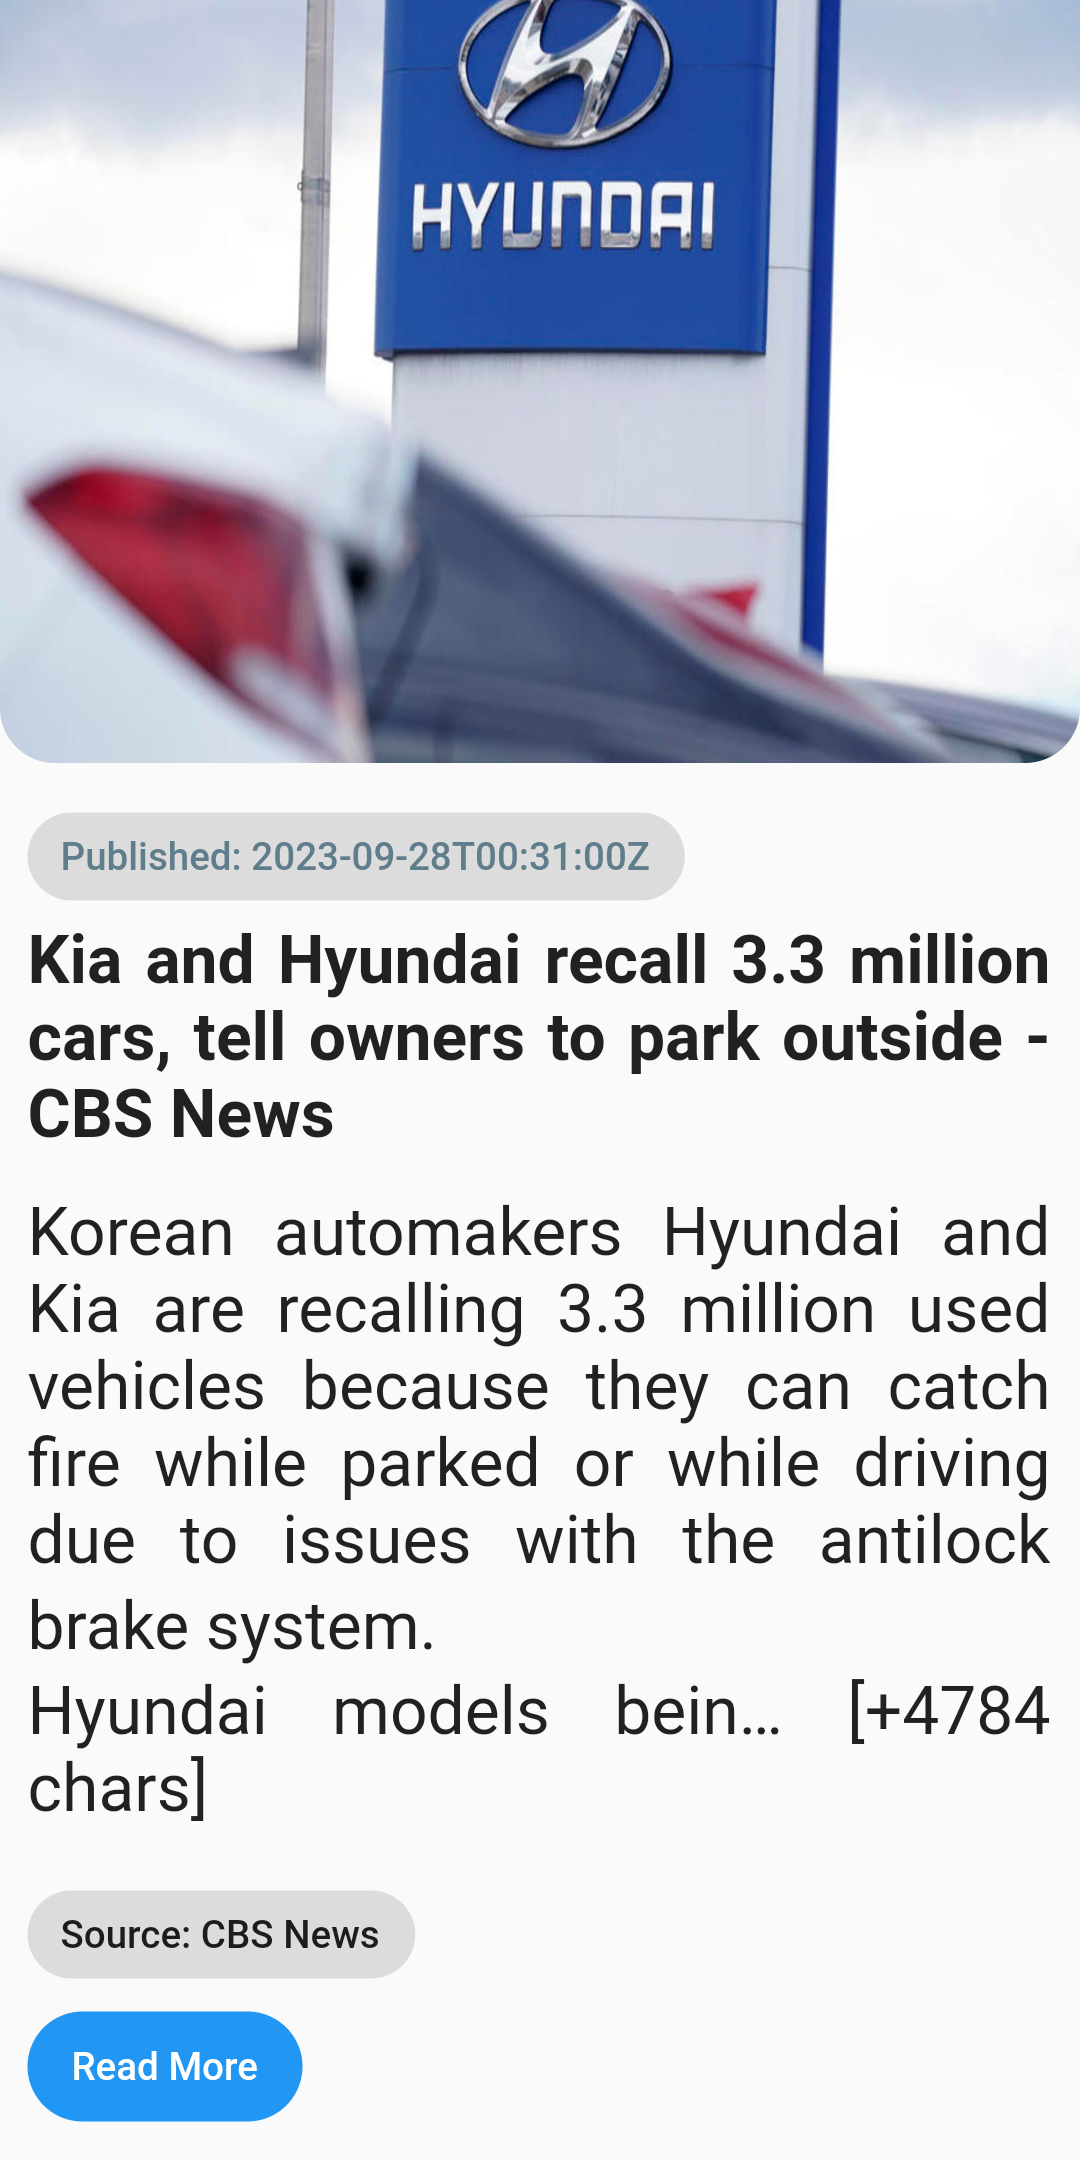 HYUNDAI
Published: 2023-09-28T00:31:00Z
Kia and Hyundai recall 3.3 million
cars, tell owners to park outside -
CBS News
Korean automakers Hyundai and
Kia are recalling 3.3 million used
vehicles because they can catch
fire while parked or while driving
due to issues with the antilock
brake system.
Hyundai models bein… [+4784
chars]
Source: CBS News
Read More